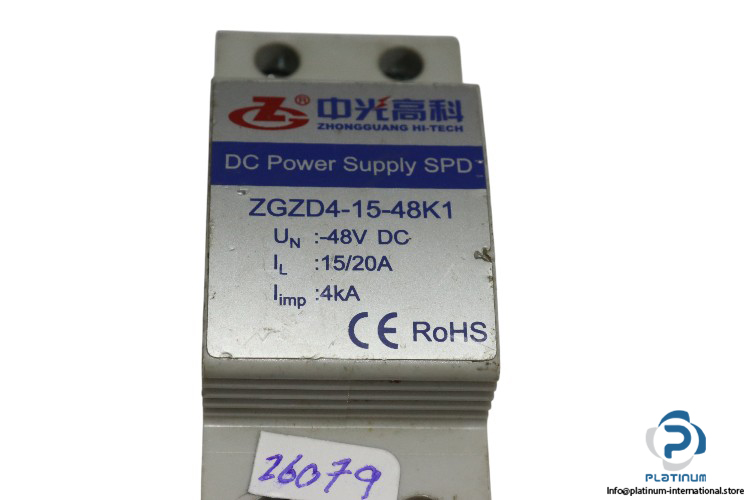 ® 中光高科
ZHONGGUANG HI-TECH
DC Power Supply SPD
ZGZD4-15-48K1
UN :-48V DC
IL :15/20A
Iimp :4kA
CE RoHS
26079
PLATINUM
Info@platinum-international.store